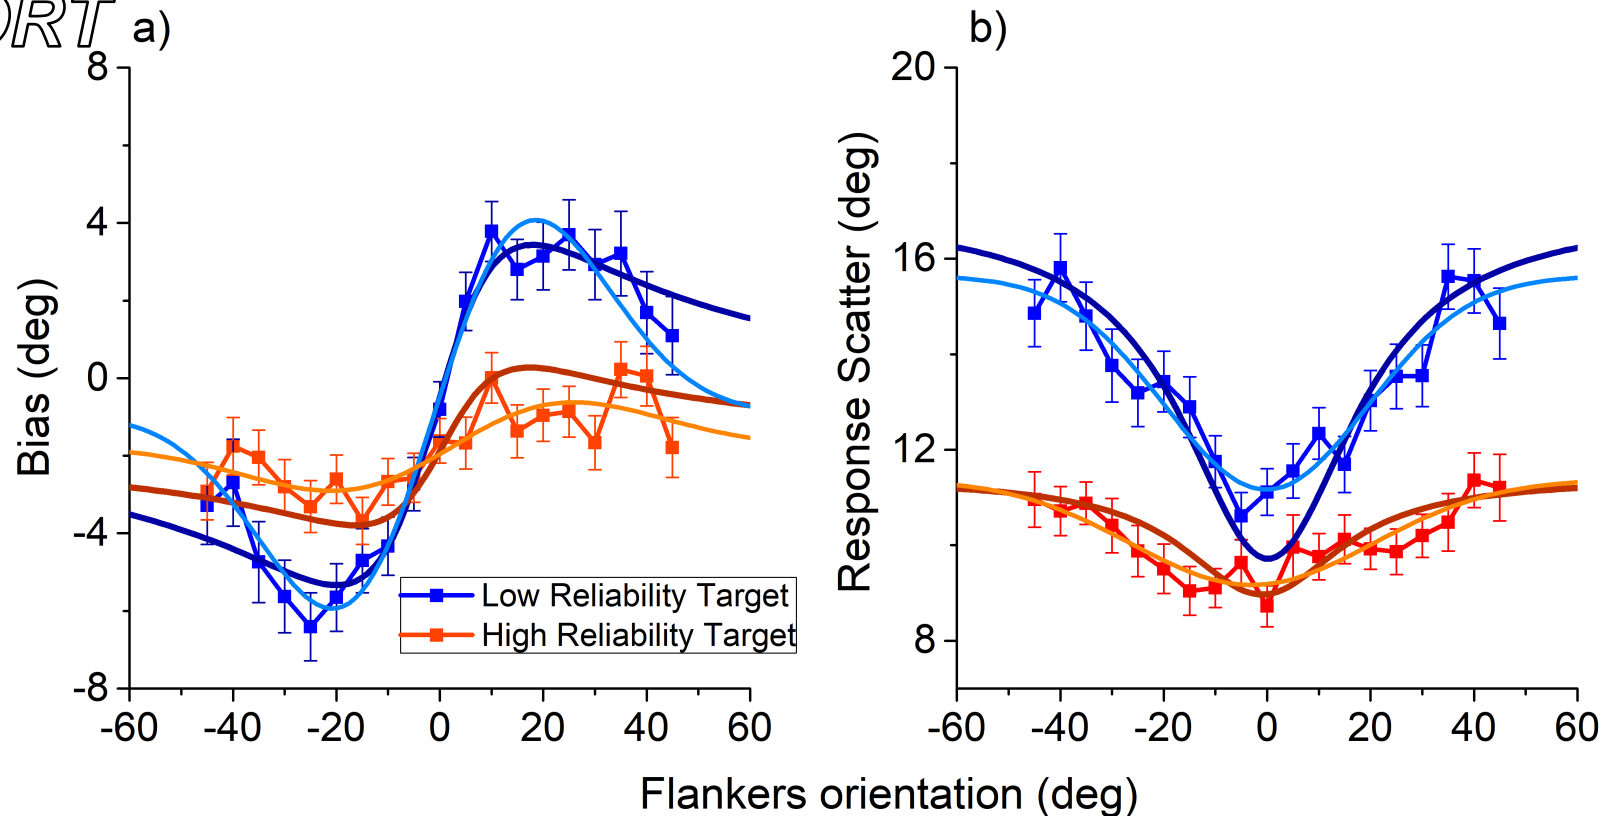 ORT
a)
b)
8
4
0
-4
-8
Bias (deg)
-60 -40 -20 0 20 40 60
Low Reliability Target
High Reliability Target
20
16
12
8
Response Scatter (deg)
-60 -40 -20 0 20 40 60
Flankers orientation (deg)